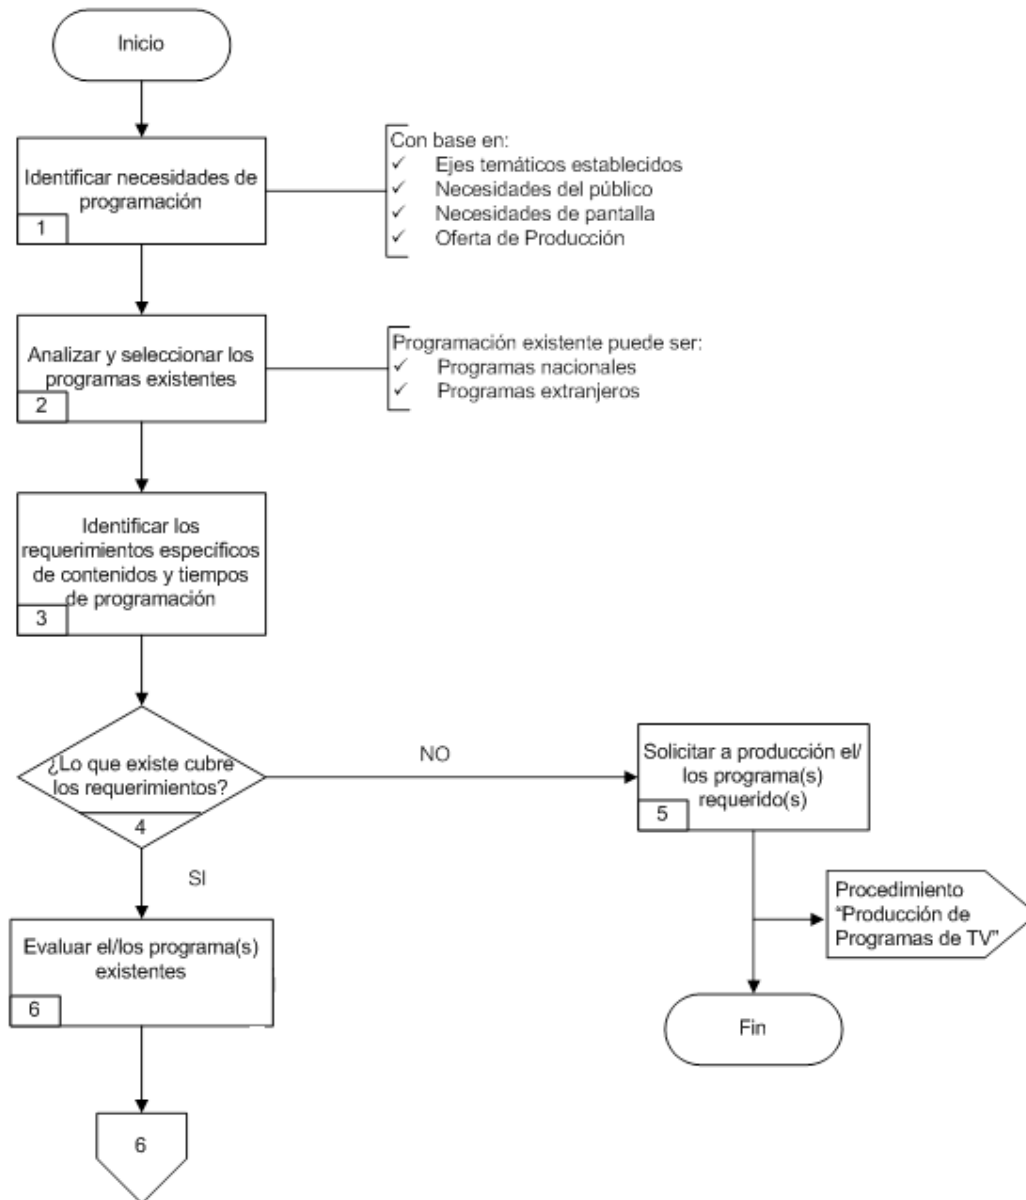 Inicio
Identificar necesidades de
programación
1
Con base en:
✓ Ejes temáticos establecidos
✓ Necesidades del público
✓ Necesidades de pantalla
✓ Oferta de Producción
Analizar y seleccionar los
programas existentes
2
Programación existente puede ser:
✓ Programas nacionales
✓ Programas extranjeros
Identificar los
requerimientos específicos
de contenidos y tiempos
de programación
3
¿Lo que existe cubre
los requerimientos?
4
NO
Solicitar a producción el/
los programa(s)
requerido(s)
5
SI
Procedimiento
“Producción de
Programas de TV”
Evaluar el/los programa(s)
existentes
6
Fin
6